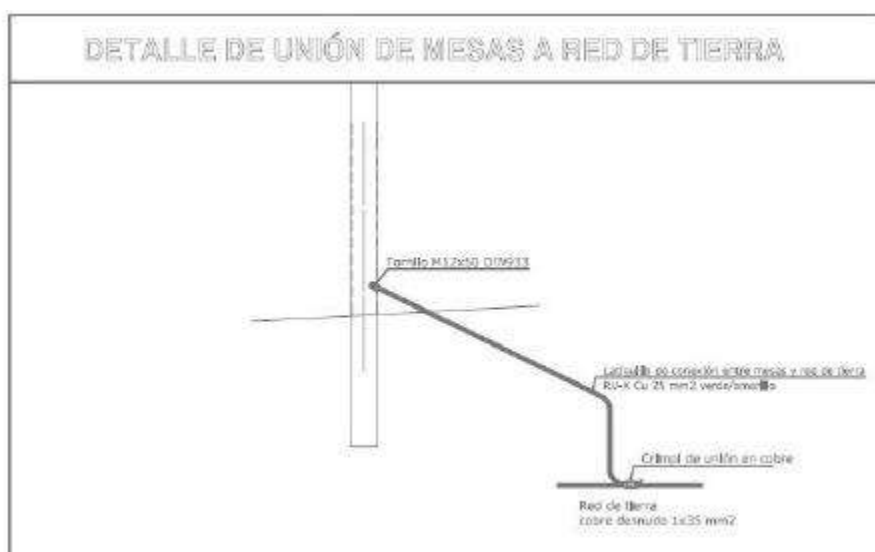 DETALLE DE UNIÓN DE MESAS A RED DE TIERRA
Tornillo M12x50 DIN933
Latiguillo de conexión entre mesas y red de tierra
RV-K Cu 25 mm2 verde/amarillo
Crimpi de unión en cobre
Red de tierra
cobre desnudo 1x35 mm2